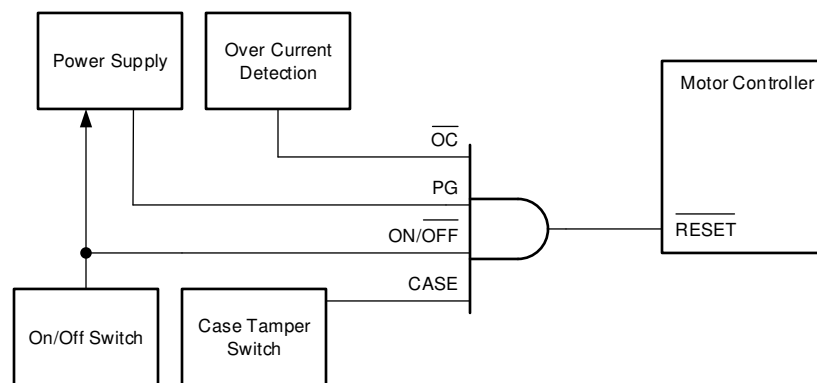 Power Supply
Over Current
Detection
Motor Controller
OC
PG
ON/OFF
RESET
CASE
On/Off Switch
Case Tamper
Switch